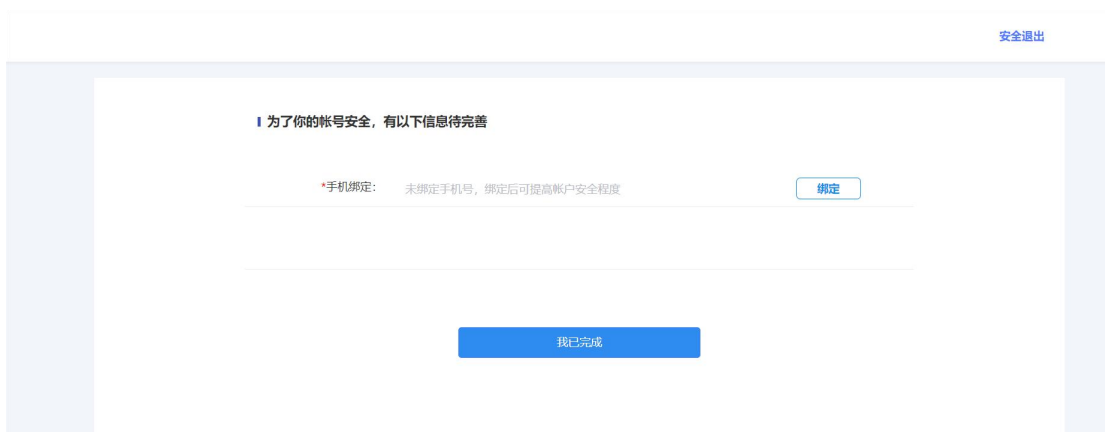 安全退出
为了你的帐号安全，有以下信息待完善
*手机绑定： 未绑定手机号，绑定后可提高帐户安全程度 绑定
我已完成